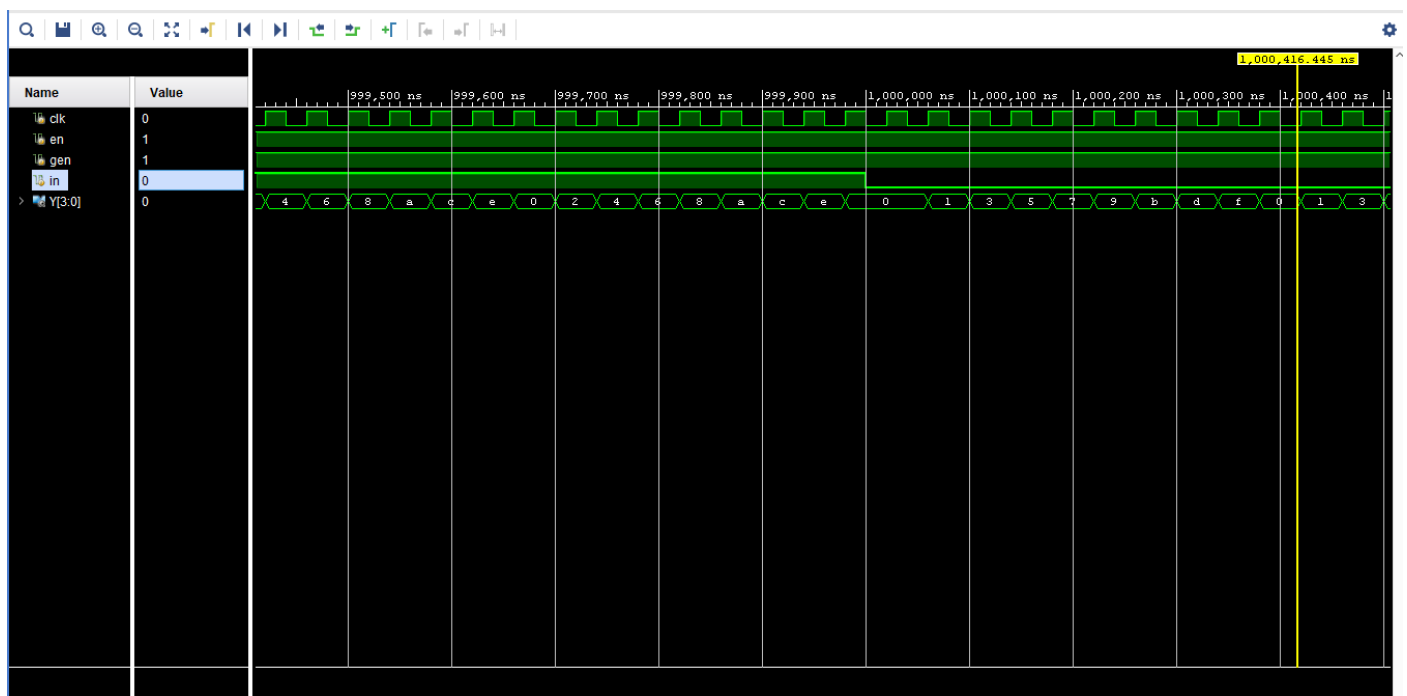 1,000,416.445 ns
Name Value
999,500 ns 999,600 ns 999,700 ns 999,800 ns 999,900 ns 1,000,000 ns 1,000,100 ns 1,000,200 ns 1,000,300 ns 1,000,400 ns 1
clk 0
en 1
gen 1
in 0
Y[3:0] 0 4 6 8 a c e 0 2 4 6 8 a c e 0 1 3 5 7 9 b d f 0 1 3